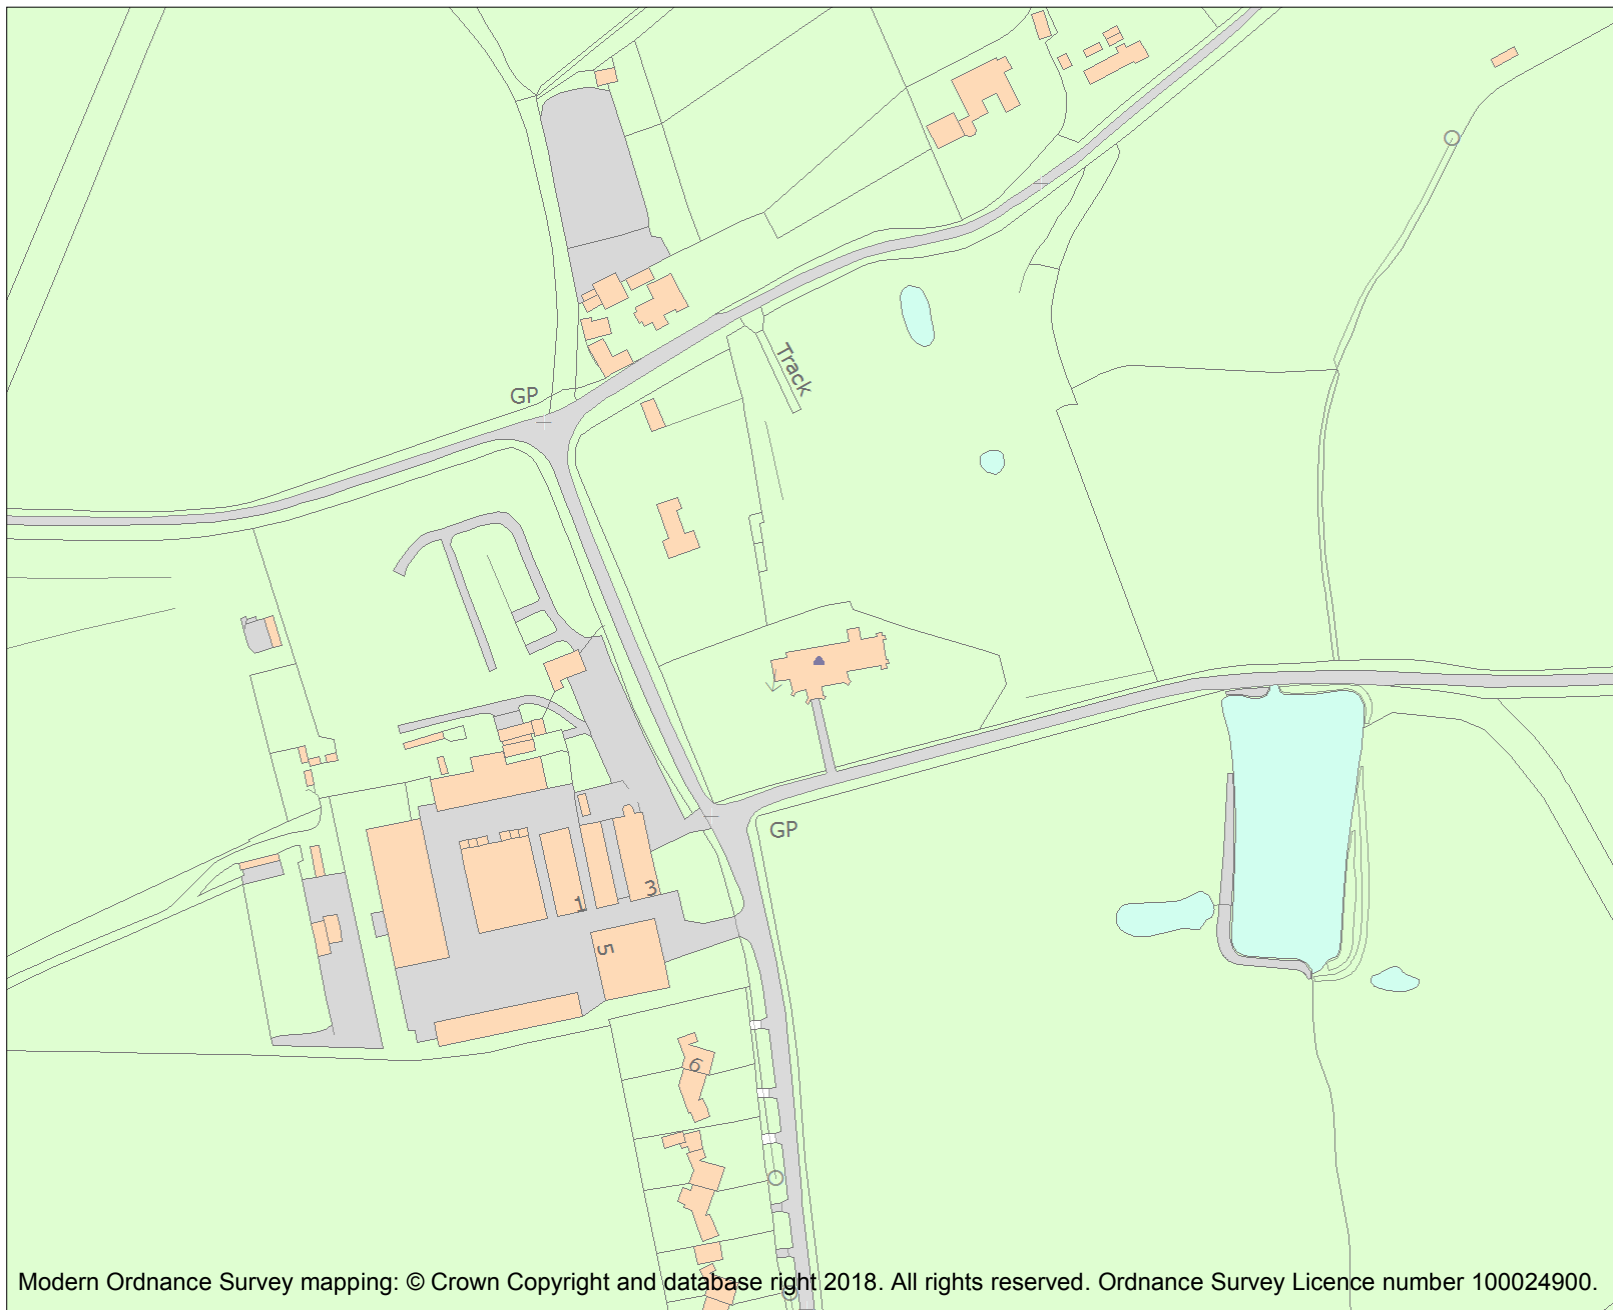 GP
Track
GP
1
3
5
6
Modern Ordnance Survey mapping: © Crown Copyright and database right 2018. All rights reserved. Ordnance Survey Licence number 100024900.